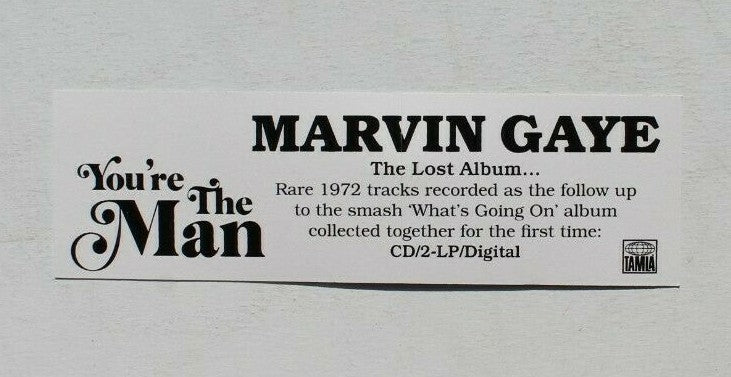 You're
The
Man
MARVIN GAYE
The Lost Album...
Rare 1972 tracks recorded as the follow up
to the smash 'What's Going On' album
collected together for the first time:
CD/2-LP/Digital
TAMLA